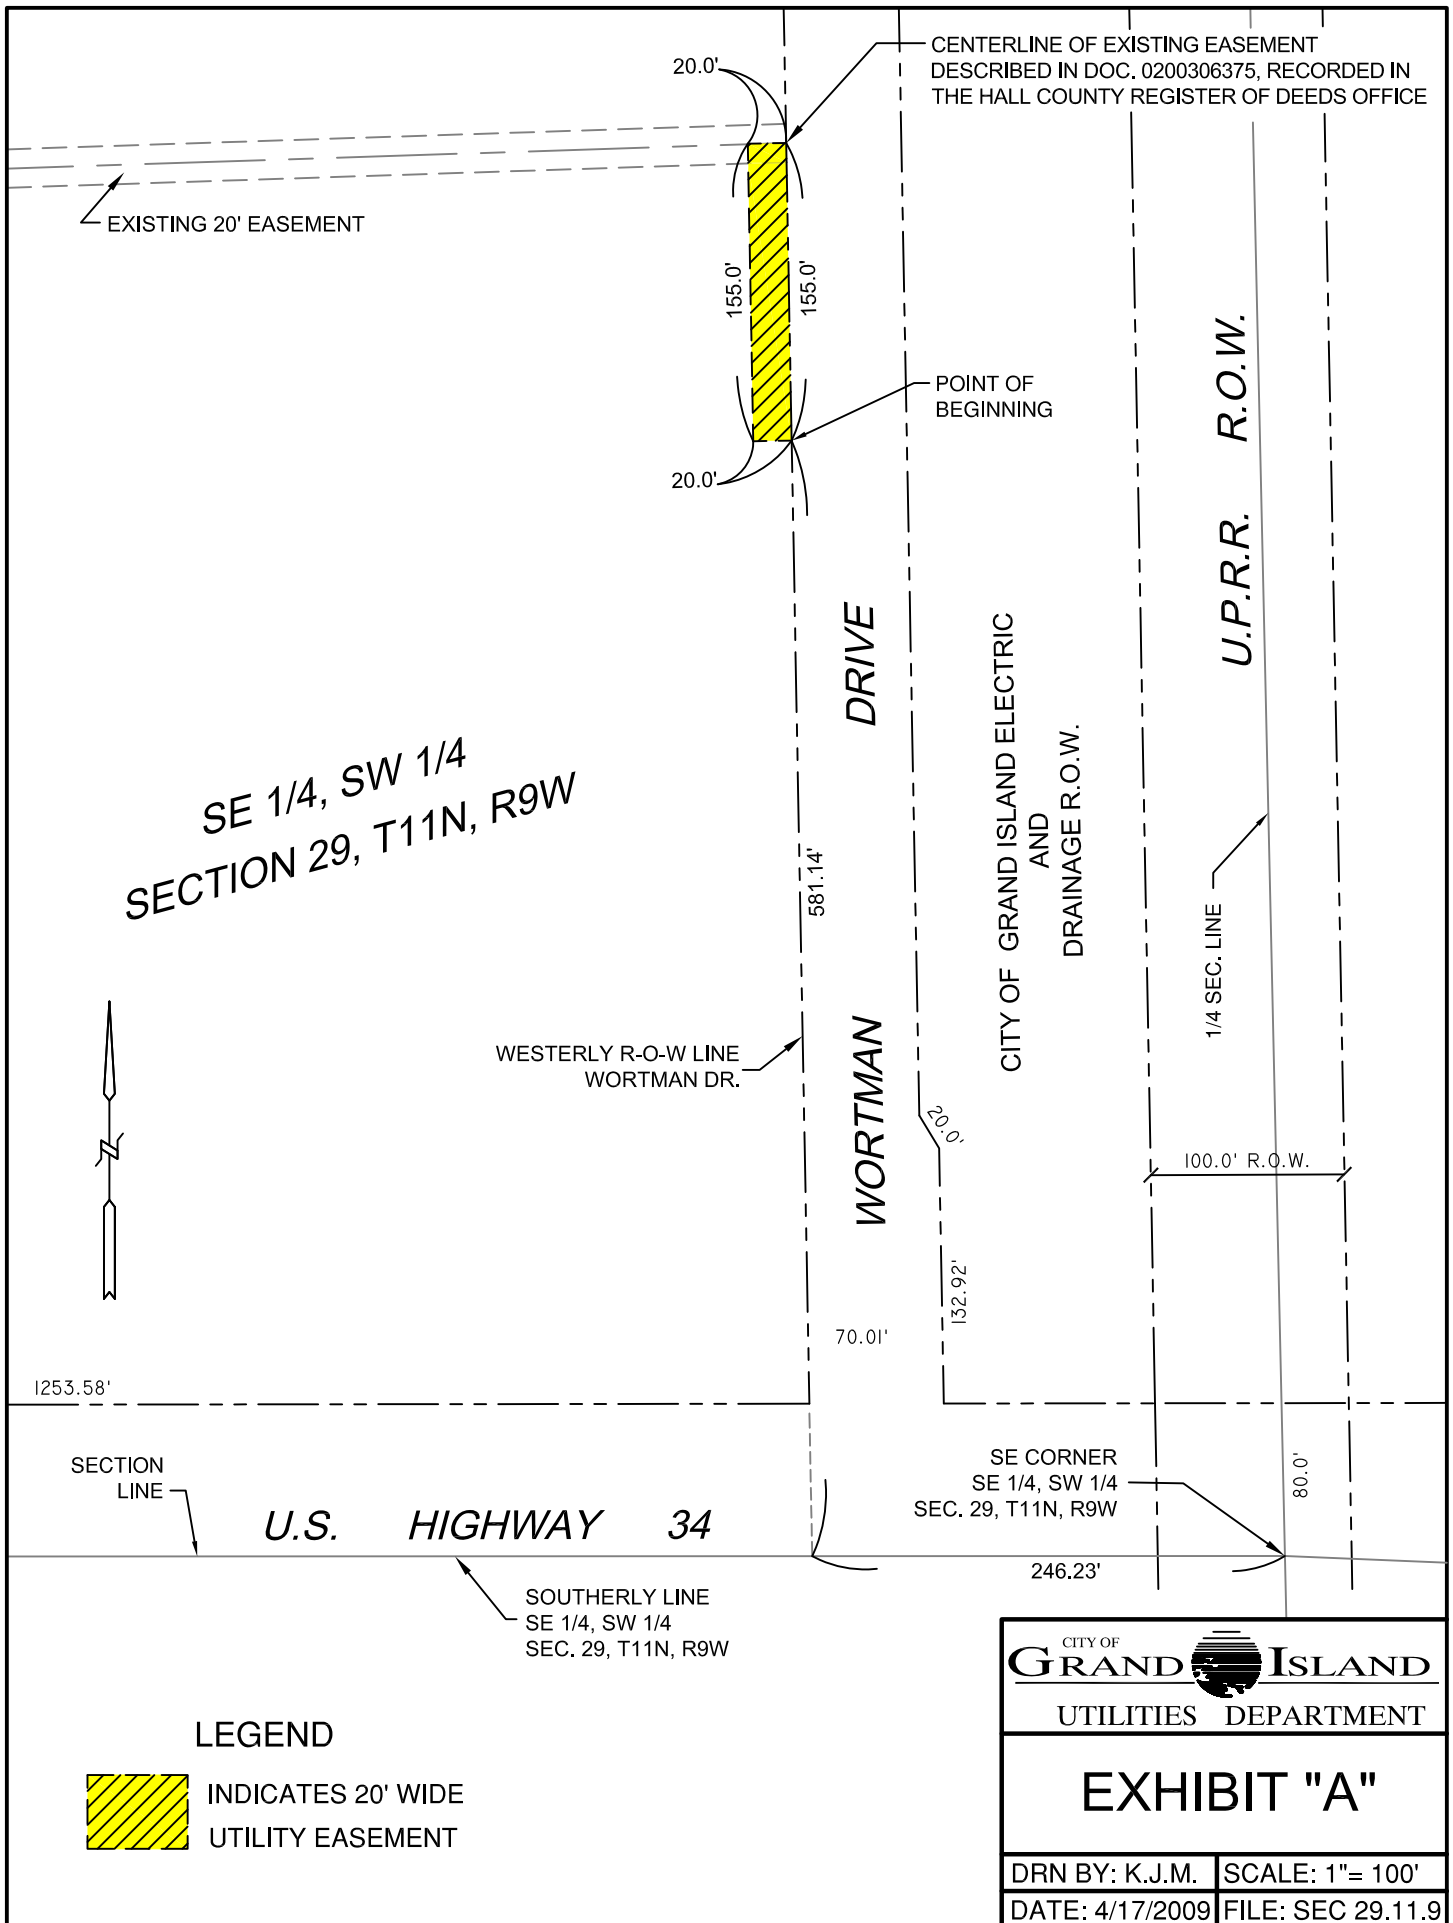 CENTERLINE OF EXISTING EASEMENT
DESCRIBED IN DOC. 0200306375, RECORDED IN
THE HALL COUNTY REGISTER OF DEEDS OFFICE
20.0'
EXISTING 20' EASEMENT
155.0'
155.0'
POINT OF
BEGINNING
20.0'
U.P.R.R. R.O.W.
WORTMAN DRIVE
CITY OF GRAND ISLAND ELECTRIC
AND
DRAINAGE R.O.W.
SE 1/4, SW 1/4
SECTION 29, T11N, R9W
581.14'
1/4 SEC. LINE
WESTERLY R-O-W LINE
WORTMAN DR.
N
20.0'
100.0' R.O.W.
132.92'
70.01'
1253.58'
SECTION
LINE
U.S. HIGHWAY 34
SE CORNER
SE 1/4, SW 1/4
SEC. 29, T11N, R9W
80.0'
246.23'
SOUTHERLY LINE
SE 1/4, SW 1/4
SEC. 29, T11N, R9W
LEGEND
INDICATES 20' WIDE
UTILITY EASEMENT
CITY OF
GRAND ISLAND
UTILITIES DEPARTMENT
EXHIBIT "A"
DRN BY: K.J.M.
SCALE: 1"= 100'
DATE: 4/17/2009
FILE: SEC 29.11.9